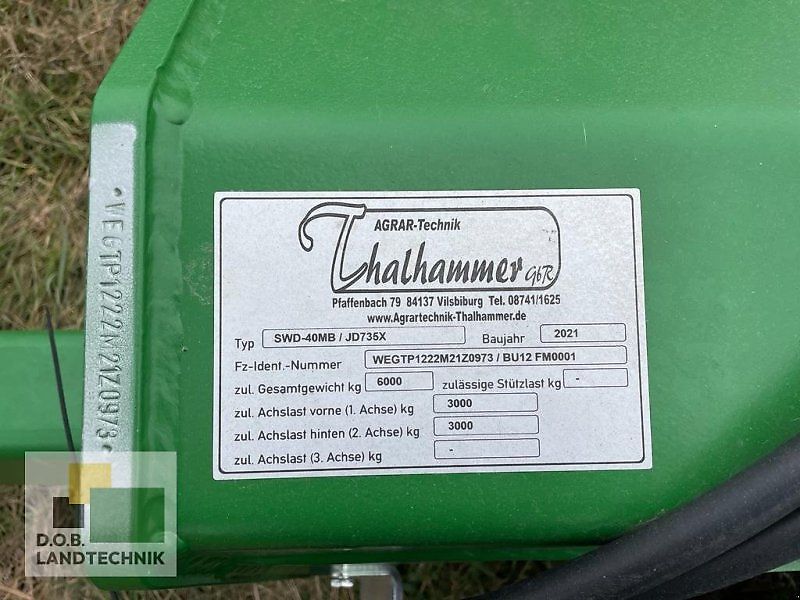 AGRAR-Technik
Thalhammer GbR
Pfaffenbach 79 84137 Vilsbiburg Tel. 08741/1625
www.Agrartechnik-Thalhammer.de
Typ SWD-40MB / JD735X Baujahr 2021
Fz-Ident.-Nummer WEGTP1222M21Z0973 / BU12 FM0001
zul. Gesamtgewicht kg 6000 zulässige Stützlast kg -
zul. Achslast vorne (1. Achse) kg 3000
zul. Achslast hinten (2. Achse) kg 3000
zul. Achslast (3. Achse) kg -
•WEGTP1222M21Z0973•
D.O.B.
LANDTECHNIK